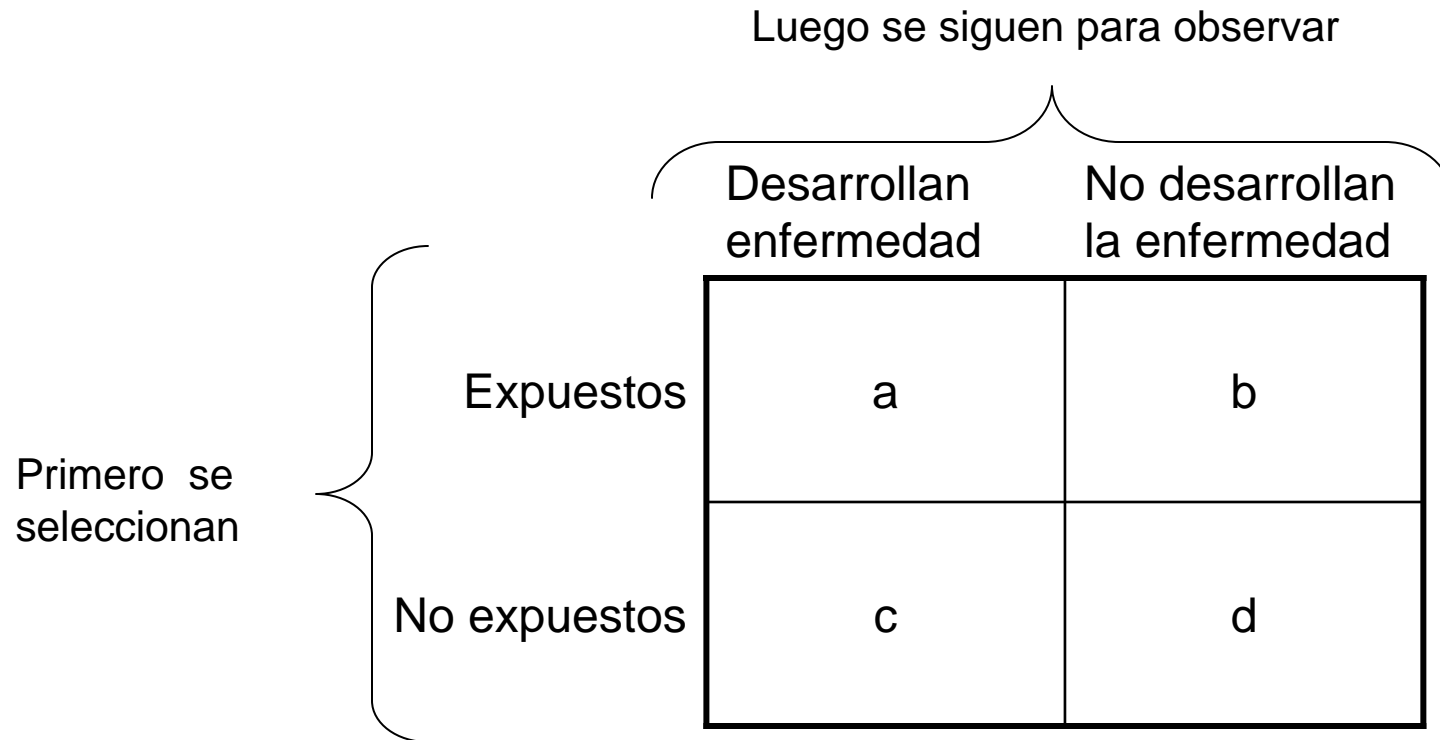 Luego se siguen para observar
Desarrollan
enfermedad
No desarrollan
la enfermedad
Expuestos
a
b
Primero se
seleccionan
No expuestos
c
d